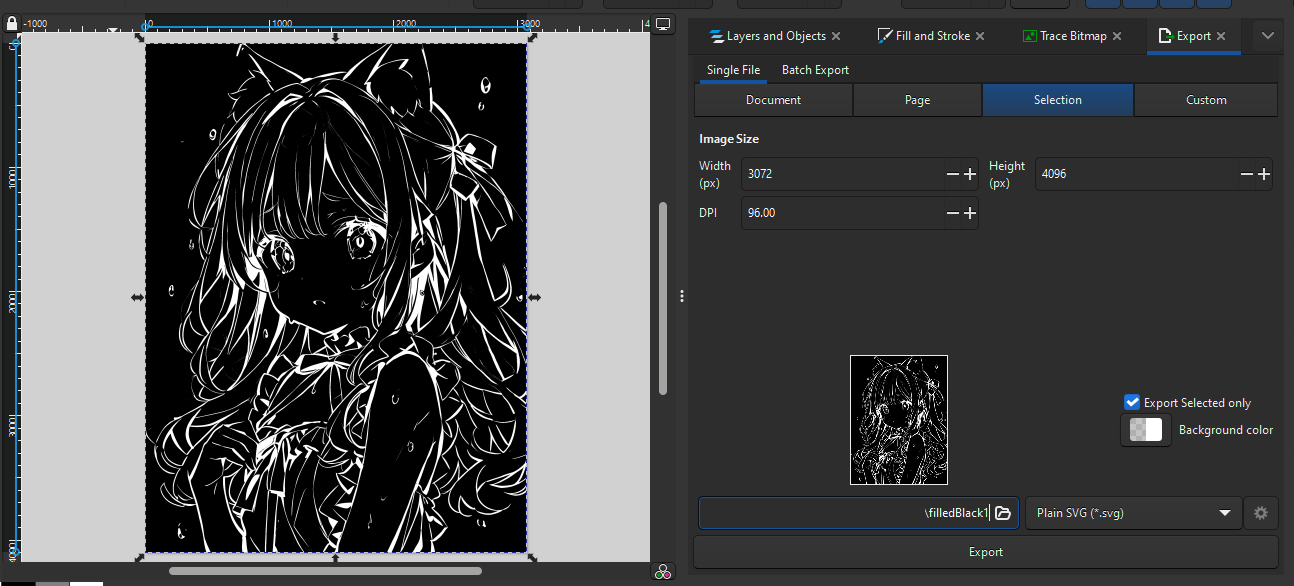 -1000 0 1000 2000 3000 4
Layers and Objects Fill and Stroke Trace Bitmap Export
Single File Batch Export
Document Page Selection Custom
Image Size
Width (px) 3072 Height (px) 4096
DPI 96.00
0
1000
2000
3000
4000
Export Selected only
Background color
\filledBlack1 Plain SVG (*.svg)
Export